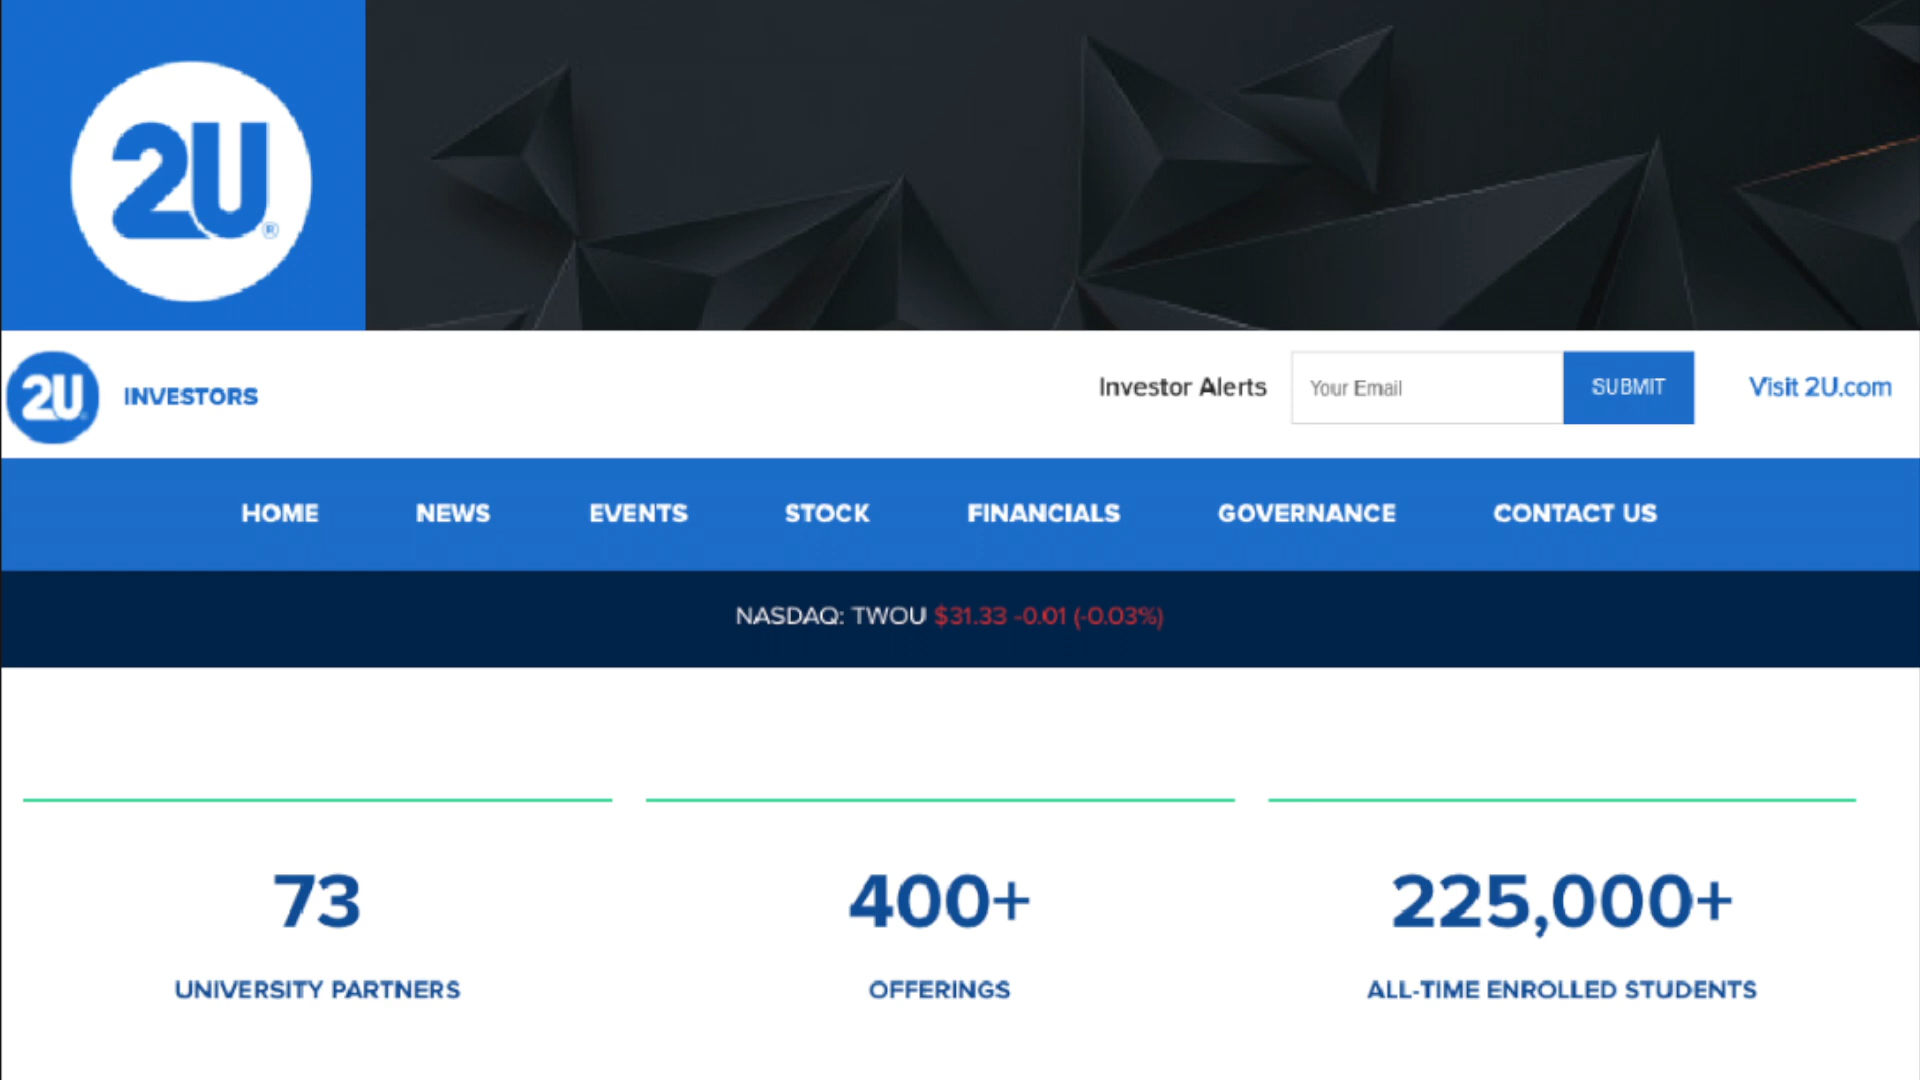 2U®
2U INVESTORS
Investor Alerts Your Email SUBMIT Visit 2U.com
HOME NEWS EVENTS STOCK FINANCIALS GOVERNANCE CONTACT US
NASDAQ: TWOU $31.33 -0.01 (-0.03%)
73 400+ 225,000+
UNIVERSITY PARTNERS OFFERINGS ALL-TIME ENROLLED STUDENTS